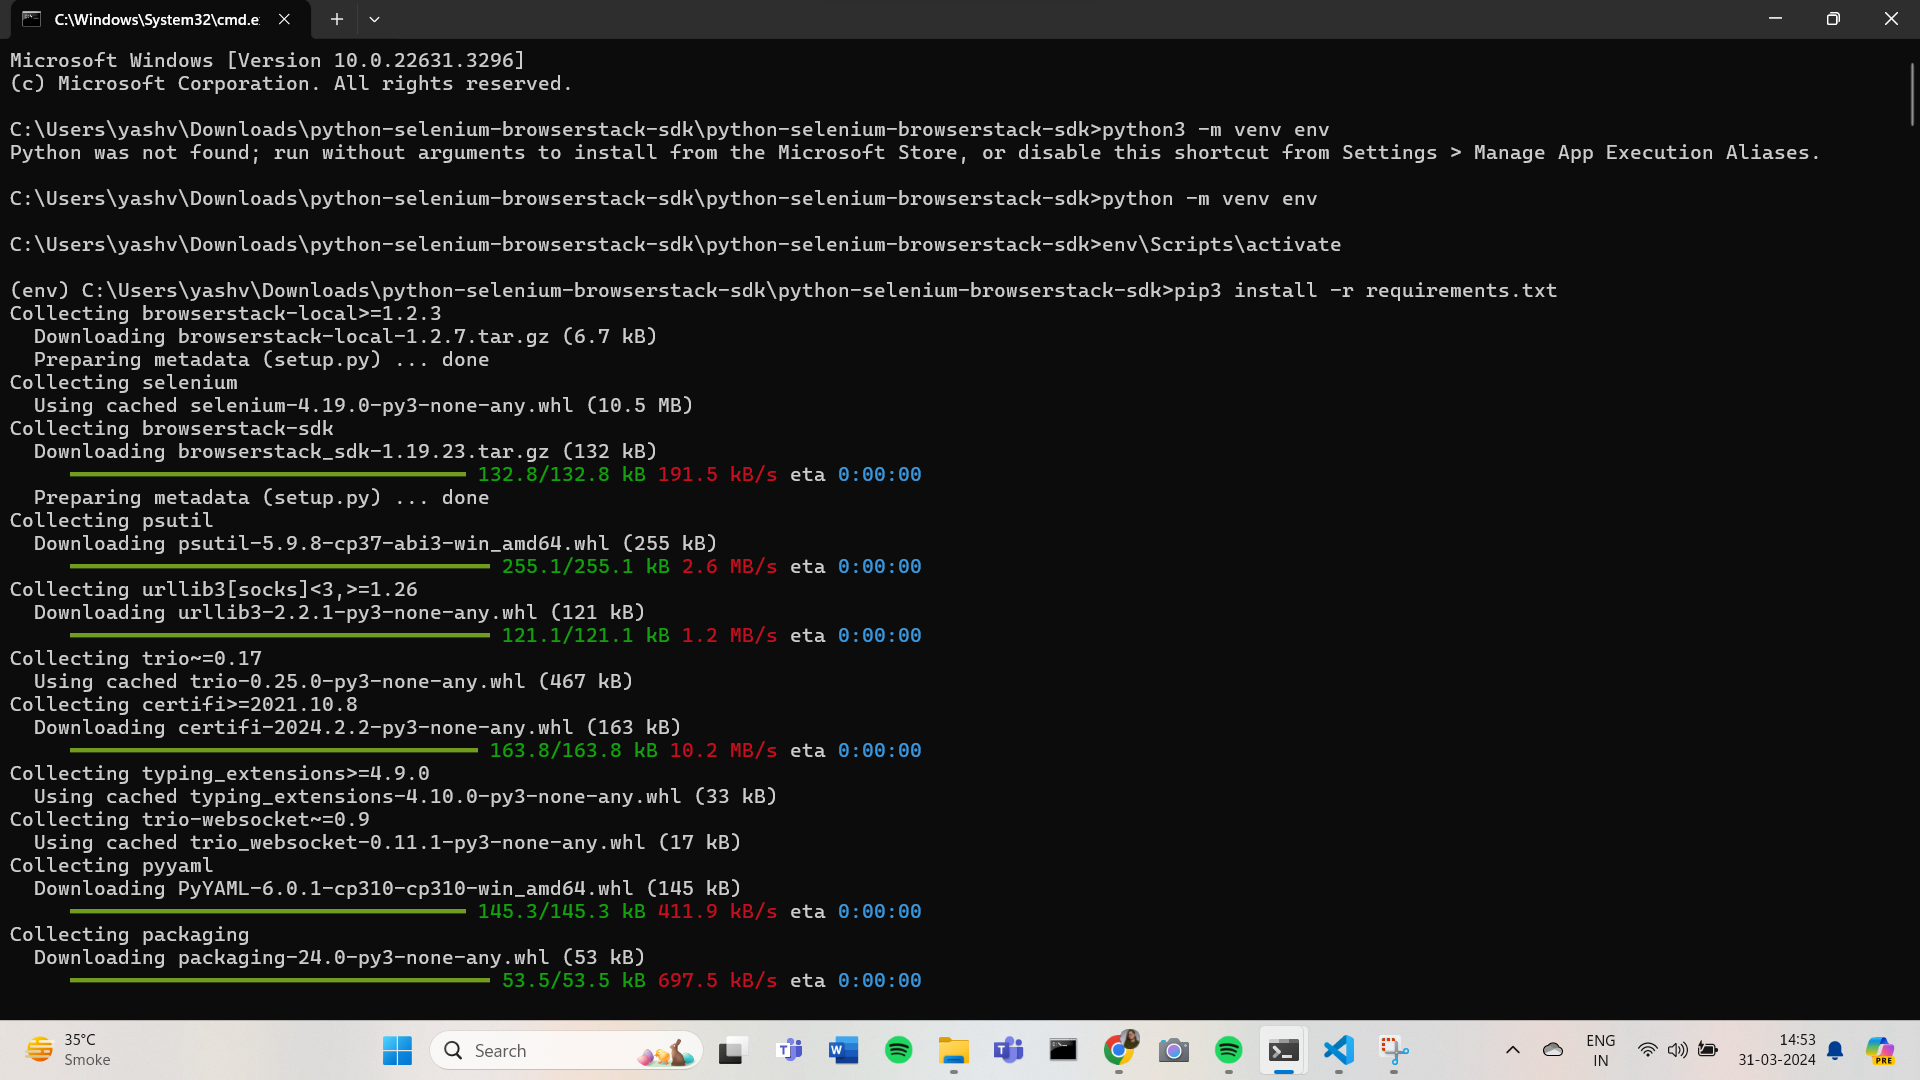 C:\Windows\System32\cmd.e
Microsoft Windows [Version 10.0.22631.3296]
(c) Microsoft Corporation. All rights reserved.
C:\Users\yashv\Downloads\python-selenium-browserstack-sdk\python-selenium-browserstack-sdk>python3 -m venv env
Python was not found; run without arguments to install from the Microsoft Store, or disable this shortcut from Settings > Manage App Execution Aliases.
C:\Users\yashv\Downloads\python-selenium-browserstack-sdk\python-selenium-browserstack-sdk>python -m venv env
C:\Users\yashv\Downloads\python-selenium-browserstack-sdk\python-selenium-browserstack-sdk>env\Scripts\activate
(env) C:\Users\yashv\Downloads\python-selenium-browserstack-sdk\python-selenium-browserstack-sdk>pip3 install -r requirements.txt
Collecting browserstack-local>=1.2.3
Downloading browserstack-local-1.2.7.tar.gz (6.7 kB)
Preparing metadata (setup.py) ... done
Collecting selenium
Using cached selenium-4.19.0-py3-none-any.whl (10.5 MB)
Collecting browserstack-sdk
Downloading browserstack_sdk-1.19.23.tar.gz (132 kB)
132.8/132.8 kB 191.5 kB/s eta 0:00:00
Preparing metadata (setup.py) ... done
Collecting psutil
Downloading psutil-5.9.8-cp37-abi3-win_amd64.whl (255 kB)
255.1/255.1 kB 2.6 MB/s eta 0:00:00
Collecting urllib3[socks]<3,>=1.26
Downloading urllib3-2.2.1-py3-none-any.whl (121 kB)
121.1/121.1 kB 1.2 MB/s eta 0:00:00
Collecting trio~=0.17
Using cached trio-0.25.0-py3-none-any.whl (467 kB)
Collecting certifi>=2021.10.8
Downloading certifi-2024.2.2-py3-none-any.whl (163 kB)
163.8/163.8 kB 10.2 MB/s eta 0:00:00
Collecting typing_extensions>=4.9.0
Using cached typing_extensions-4.10.0-py3-none-any.whl (33 kB)
Collecting trio-websocket~=0.9
Using cached trio_websocket-0.11.1-py3-none-any.whl (17 kB)
Collecting pyyaml
Downloading PyYAML-6.0.1-cp310-cp310-win_amd64.whl (145 kB)
145.3/145.3 kB 411.9 kB/s eta 0:00:00
Collecting packaging
Downloading packaging-24.0-py3-none-any.whl (53 kB)
53.5/53.5 kB 697.5 kB/s eta 0:00:00
35°C
Smoke
Search
ENG
IN
14:53
31-03-2024
PRE